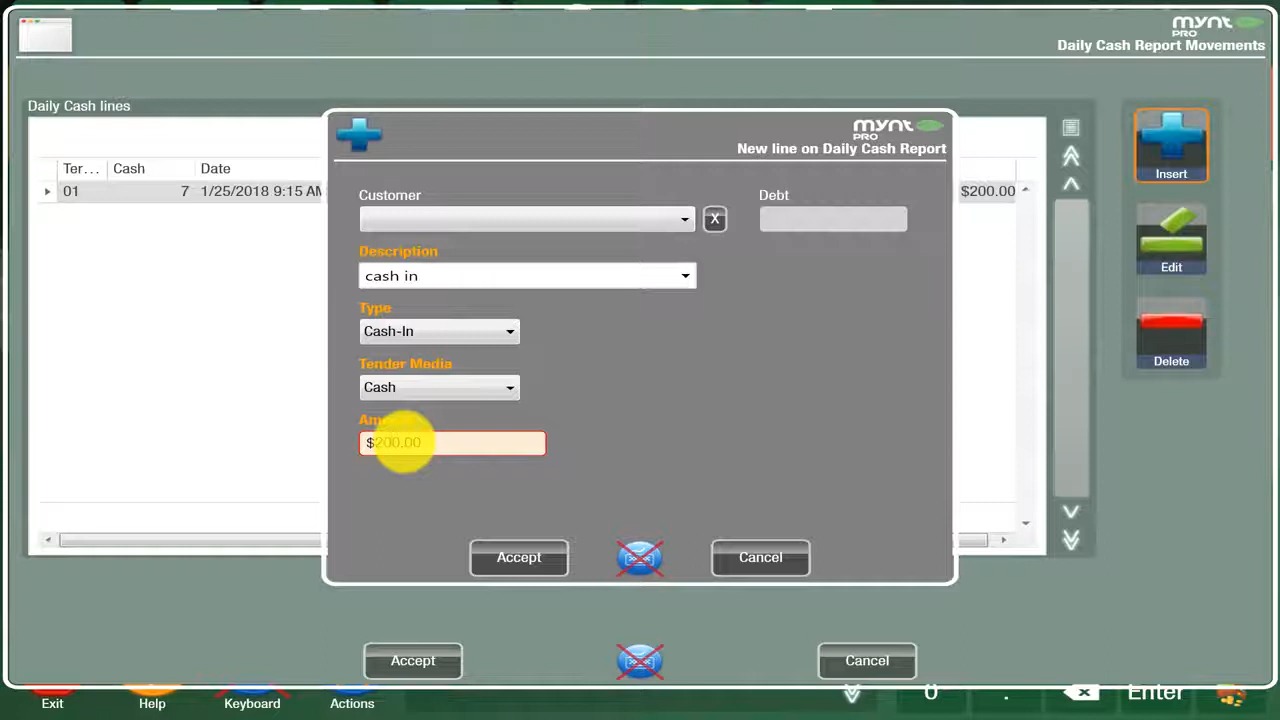 mynt
PRO
Daily Cash Report Movements
Daily Cash lines
Ter... Cash Date
01 7 1/25/2018 9:15 AM $200.00
mynt
PRO
New line on Daily Cash Report
Customer Debt
X
Description
cash in
Type
Cash-In
Tender Media
Cash
$200.00
Accept Cancel
Insert
Edit
Delete
Accept Cancel
Exit Help Keyboard Actions 0 . Enter